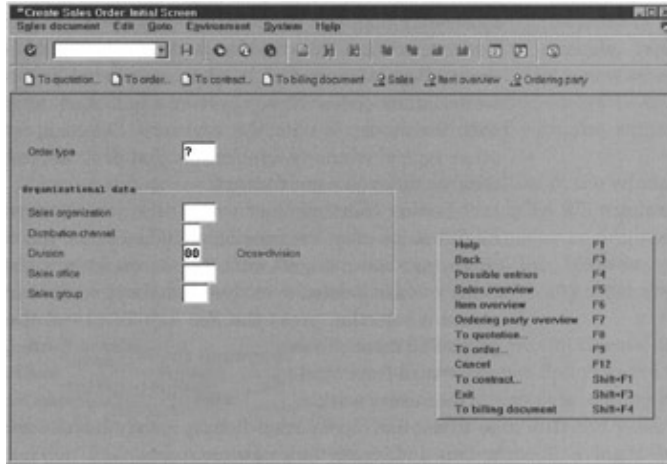 Create Sales Order: Initial Screen
Sales document Edit Goto Environment System Help
To quotation... To order... To contract... To billing document Sales Item overview Ordering party
Order type ?
Organizational data
Sales organization
Distribution channel
Division 00 Cross-division
Sales office
Sales group
Help F1
Back F3
Possible entries F4
Sales overview F5
Item overview F6
Ordering party overview F7
To quotation... F8
To order... F9
Cancel F12
To contract... Shift+F1
Exit Shift+F3
To billing document Shift+F4